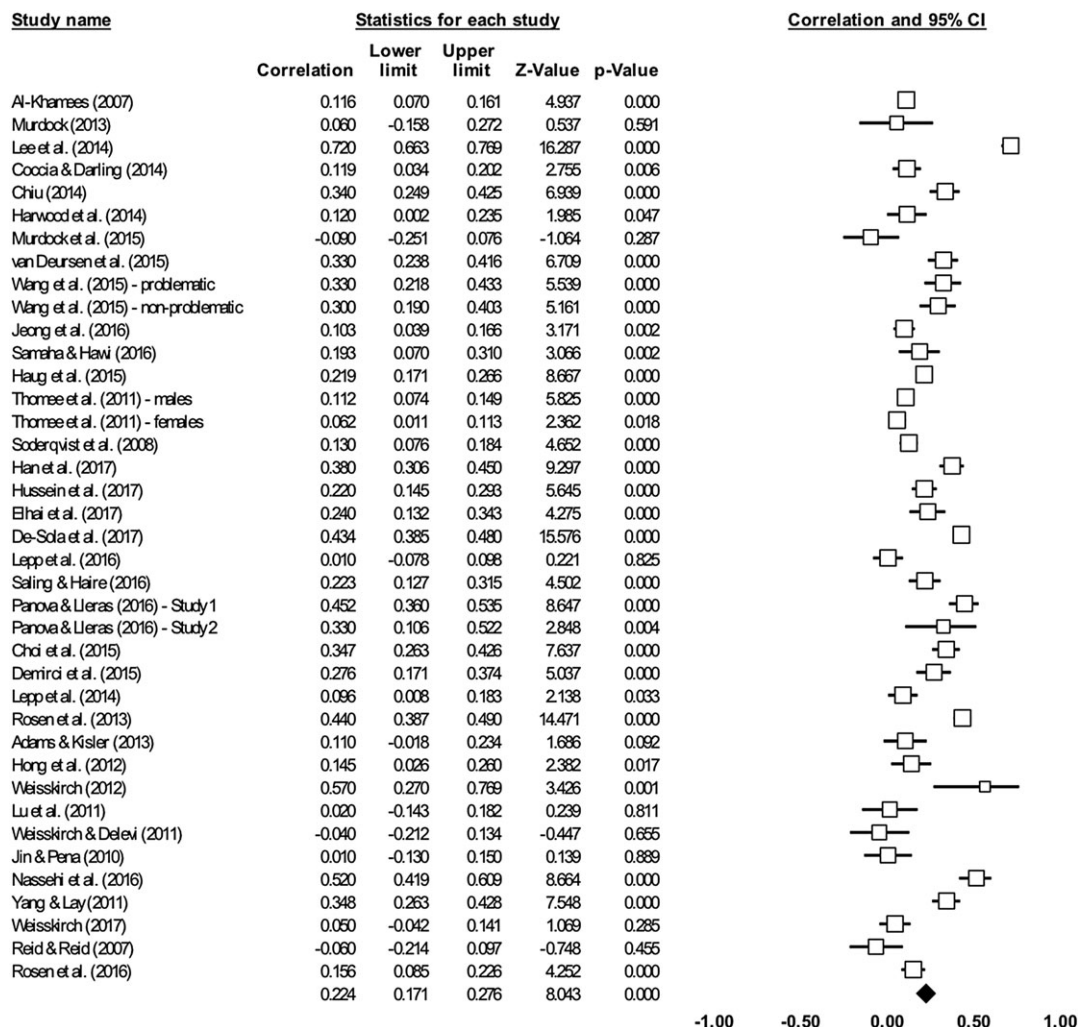 Study name Statistics for each study Correlation and 95% CI
Correlation Lower limit Upper limit Z-Value p-Value
Al-Khamees (2007) 0.116 0.070 0.161 4.937 0.000
Murdock (2013) 0.060 -0.158 0.272 0.537 0.591
Lee et al. (2014) 0.720 0.663 0.769 16.287 0.000
Coccia & Darling (2014) 0.119 0.034 0.202 2.755 0.006
Chiu (2014) 0.340 0.249 0.425 6.939 0.000
Harwood et al. (2014) 0.120 0.002 0.235 1.985 0.047
Murdock et al. (2015) -0.090 -0.251 0.076 -1.064 0.287
van Deursen et al. (2015) 0.330 0.238 0.416 6.709 0.000
Wang et al. (2015) - problematic 0.330 0.218 0.433 5.539 0.000
Wang et al. (2015) - non-problematic 0.300 0.190 0.403 5.161 0.000
Jeong et al. (2016) 0.103 0.039 0.166 3.171 0.002
Samaha & Hawi (2016) 0.193 0.070 0.310 3.066 0.002
Haug et al. (2015) 0.219 0.171 0.266 8.667 0.000
Thomee et al. (2011) - males 0.112 0.074 0.149 5.825 0.000
Thomee et al. (2011) - females 0.062 0.011 0.113 2.362 0.018
Soderqvist et al. (2008) 0.130 0.076 0.184 4.652 0.000
Han et al. (2017) 0.380 0.306 0.450 9.297 0.000
Hussein et al. (2017) 0.220 0.145 0.293 5.645 0.000
Elhai et al. (2017) 0.240 0.132 0.343 4.275 0.000
De-Sola et al. (2017) 0.434 0.385 0.480 15.576 0.000
Lepp et al. (2016) 0.010 -0.078 0.098 0.221 0.825
Saling & Haire (2016) 0.223 0.127 0.315 4.502 0.000
Panova & Lleras (2016) - Study 1 0.452 0.360 0.535 8.647 0.000
Panova & Lleras (2016) - Study 2 0.330 0.106 0.522 2.848 0.004
Choi et al. (2015) 0.347 0.263 0.426 7.637 0.000
Demirci et al. (2015) 0.276 0.171 0.374 5.037 0.000
Lepp et al. (2014) 0.096 0.008 0.183 2.138 0.033
Rosen et al. (2013) 0.440 0.387 0.490 14.471 0.000
Adams & Kisler (2013) 0.110 -0.018 0.234 1.686 0.092
Hong et al. (2012) 0.145 0.026 0.260 2.382 0.017
Weisskirch (2012) 0.570 0.270 0.769 3.426 0.001
Lu et al. (2011) 0.020 -0.143 0.182 0.239 0.811
Weisskirch & Delevi (2011) -0.040 -0.212 0.134 -0.447 0.655
Jin & Pena (2010) 0.010 -0.130 0.150 0.139 0.889
Nassehi et al. (2016) 0.520 0.419 0.609 8.664 0.000
Yang & Lay (2011) 0.348 0.263 0.428 7.548 0.000
Weisskirch (2017) 0.050 -0.042 0.141 1.069 0.285
Reid & Reid (2007) -0.060 -0.214 0.097 -0.748 0.455
Rosen et al. (2016) 0.156 0.085 0.226 4.252 0.000
0.224 0.171 0.276 8.043 0.000
-1.00 -0.50 0.00 0.50 1.00